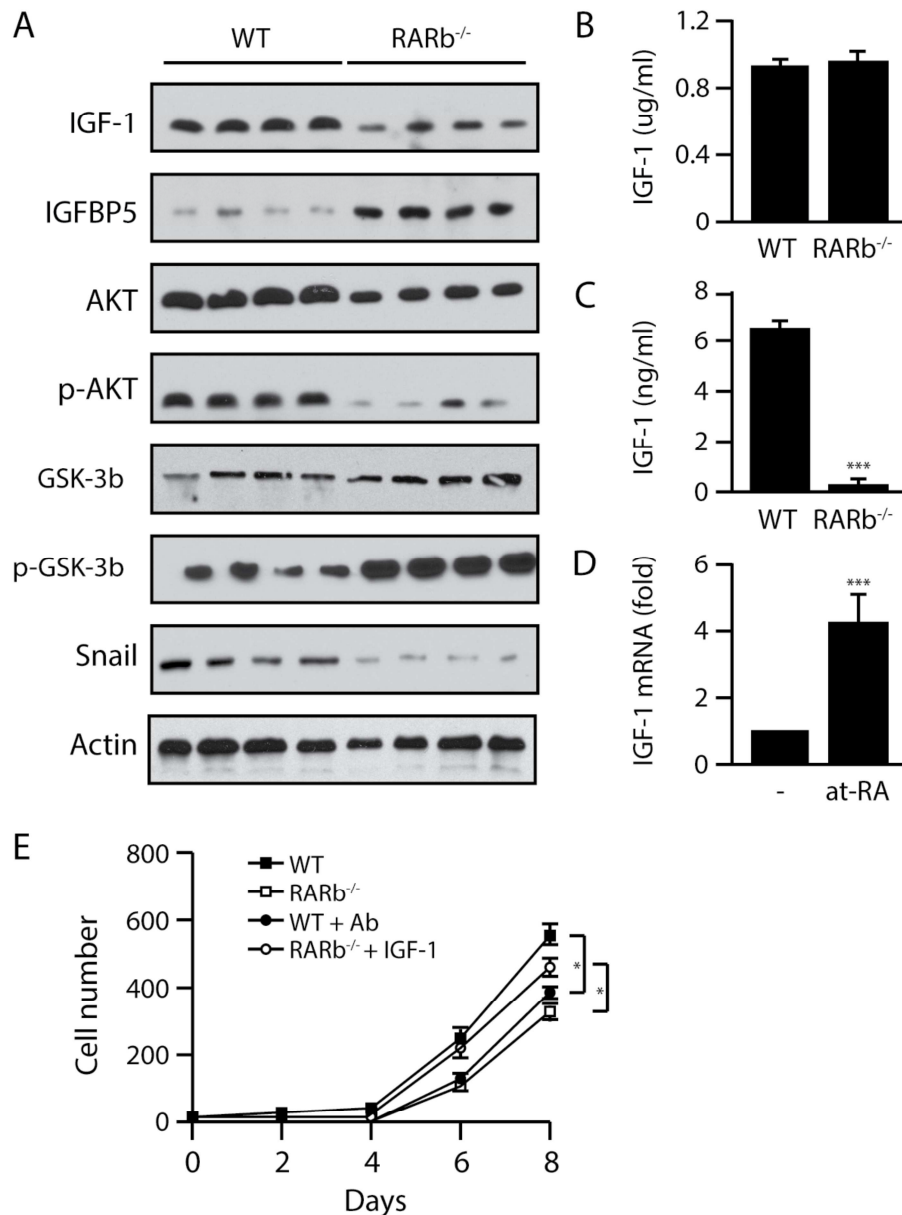 A
WT RARb-/-
IGF-1
IGFBP5
AKT
p-AKT
GSK-3b
p-GSK-3b
Snail
Actin
B
IGF-1 (ug/ml)
1.2
0.8
0.4
0
WT RARb-/-
C
IGF-1 (ng/ml)
8
6
4
2
0
***
WT RARb-/-
D
IGF-1 mRNA (fold)
6
4
2
0
***
- at-RA
E
Cell number
800
600
400
200
0
WT
RARb-/-
WT + Ab
RARb-/- + IGF-1
*
*
0 2 4 6 8
Days